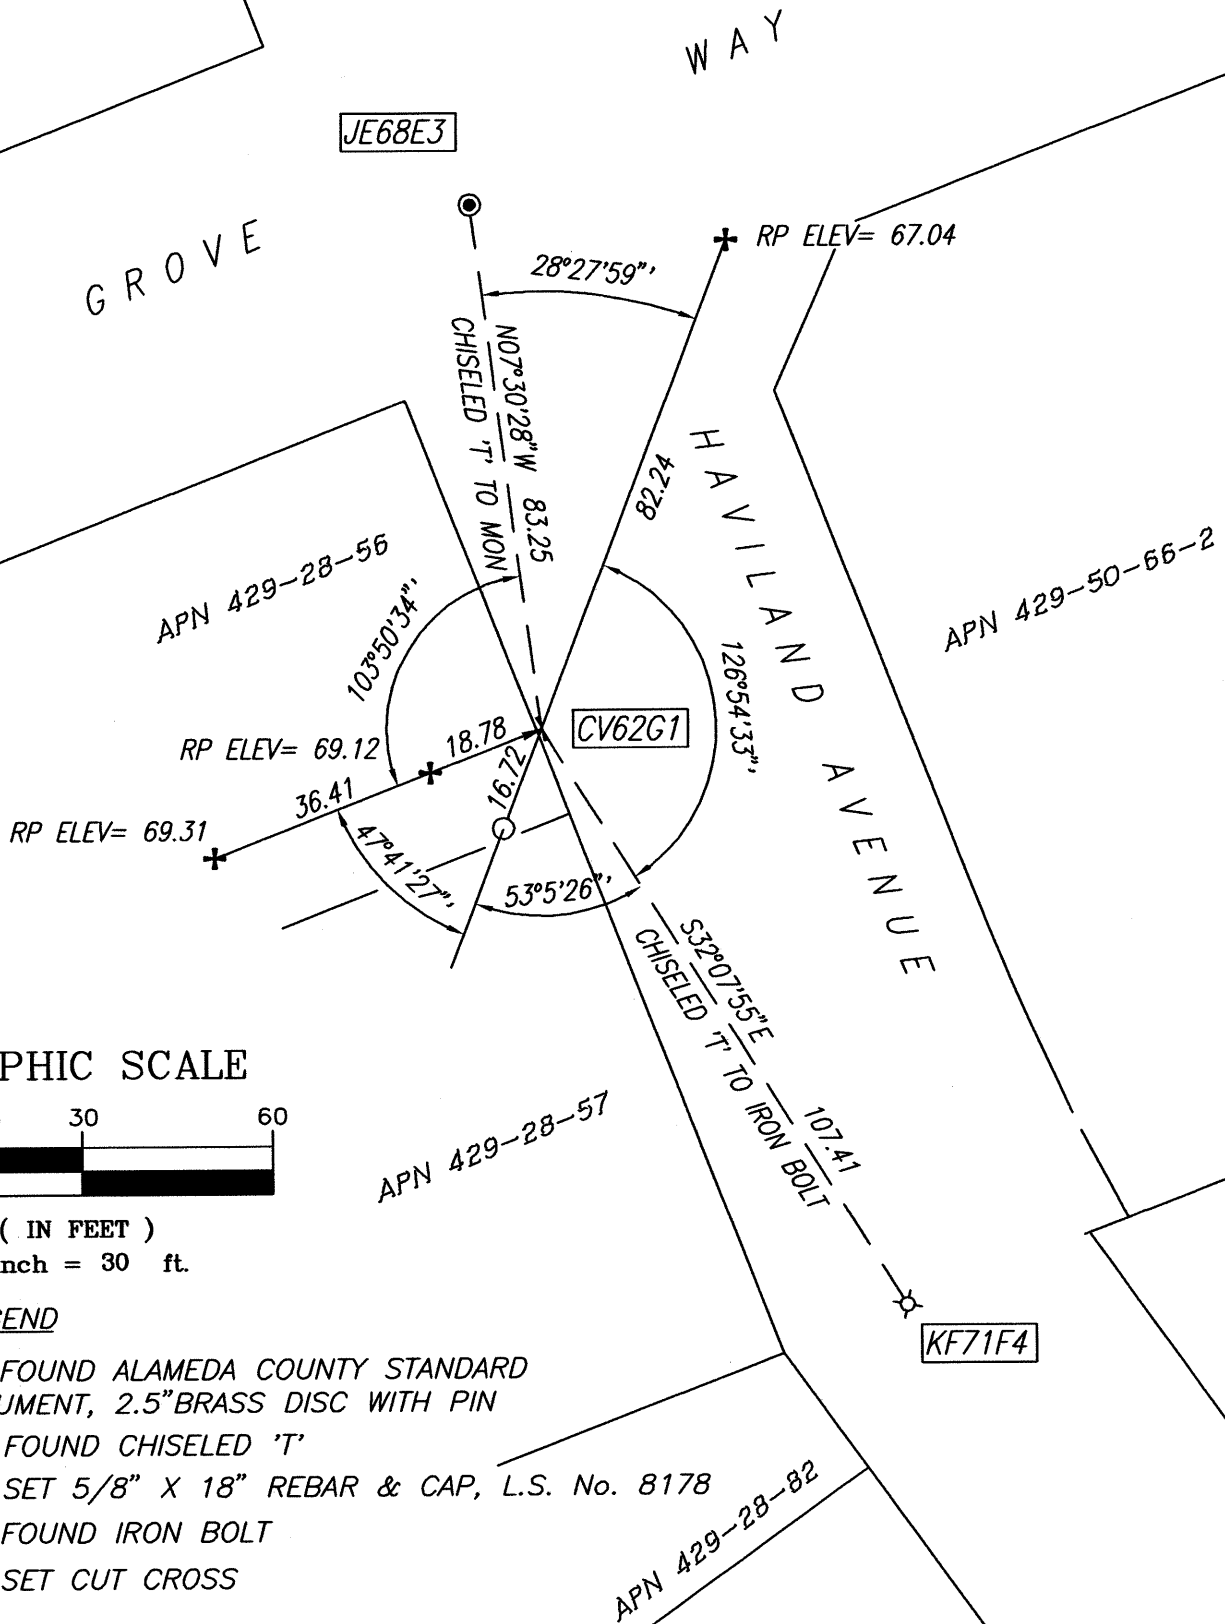 WAY
JE68E3
GROVE
RP ELEV= 67.04
28°27'59"'
N07°30'28"W 83.25
CHISELED 'T' TO MON
82.24
HAVILAND AVENUE
APN 429-28-56
APN 429-50-66-2
103°50'34"'
126°54'33"'
CV62G1
18.78
RP ELEV= 69.12
16.72
36.41
RP ELEV= 69.31
47°41'27"'
53°5'26"'
S32°07'55"E 107.41
CHISELED 'T' TO IRON BOLT
PHIC SCALE
30 60
( IN FEET )
nch = 30 ft.
APN 429-28-57
KF71F4
END
FOUND ALAMEDA COUNTY STANDARD
UMENT, 2.5"BRASS DISC WITH PIN
FOUND CHISELED 'T'
SET 5/8" X 18" REBAR & CAP, L.S. No. 8178
FOUND IRON BOLT
SET CUT CROSS
APN 429-28-82